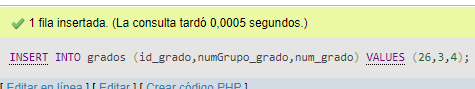 1 fila insertada. (La consulta tardó 0,0005 segundos.)
INSERT INTO grados (id_grado,numGrupo_grado,num_grado) VALUES (26,3,4);
[ Editar en línea ] [ Editar ] [ Crear código PHP ]